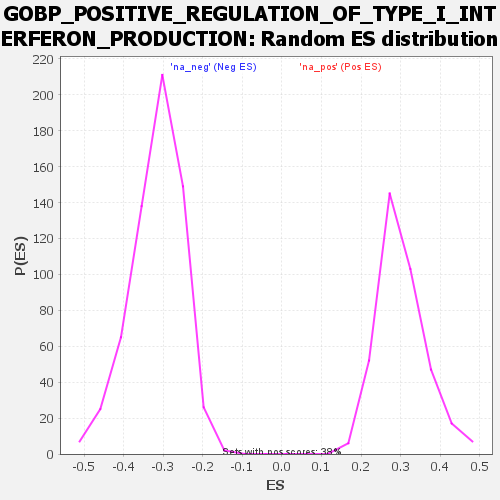 GOBP_POSITIVE_REGULATION_OF_TYPE_I_INT
ERFERON_PRODUCTION: Random ES distribution
'na_neg' (Neg ES) 'na_pos' (Pos ES)
220
200
180
160
140
120
100
80
60
40
20
0
P(ES)
Sets with pos scores: 38%
-0.5 -0.4 -0.3 -0.2 -0.1 0.0 0.1 0.2 0.3 0.4 0.5
ES